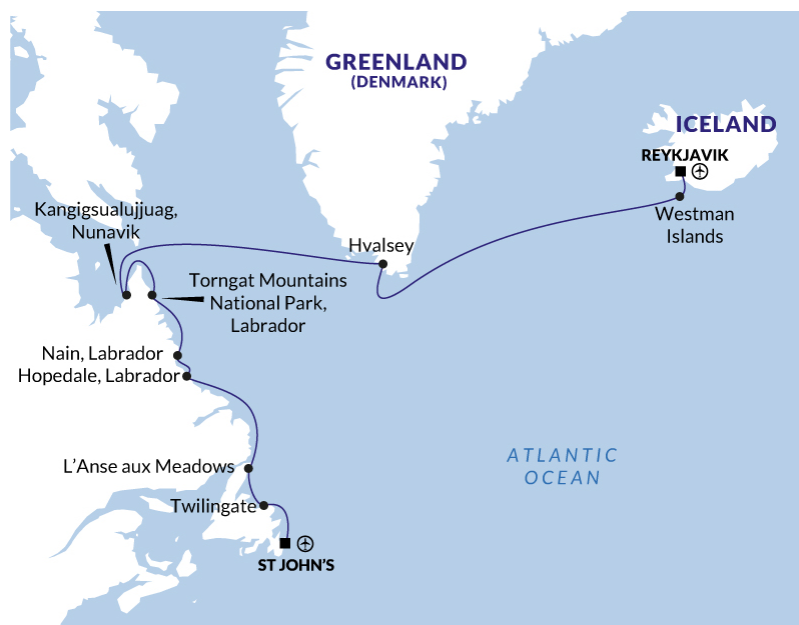 GREENLAND
(DENMARK)
ICELAND
REYKJAVIK
Westman
Islands
Kangigsualujjuag,
Nunavik
Hvalsey
Torngat Mountains
National Park,
Labrador
Nain, Labrador
Hopedale, Labrador
ATLANTIC
OCEAN
L'Anse aux Meadows
Twilingate
ST JOHN'S